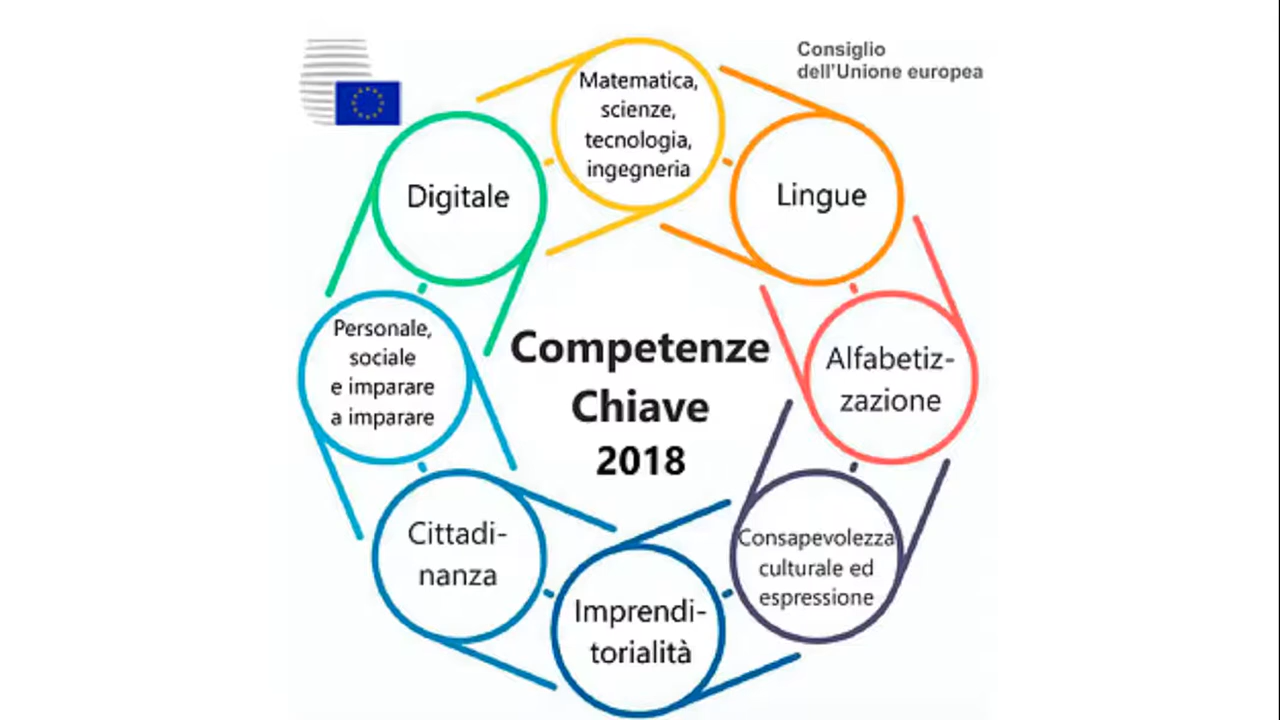 Consiglio
dell'Unione europea
Matematica,
scienze,
tecnologia,
ingegneria
Lingue
Alfabetiz-
zazione
Consapevolezza
culturale ed
espressione
Imprendi-
torialità
Cittadi-
nanza
Personale,
sociale
e imparare
a imparare
Digitale
Competenze
Chiave
2018